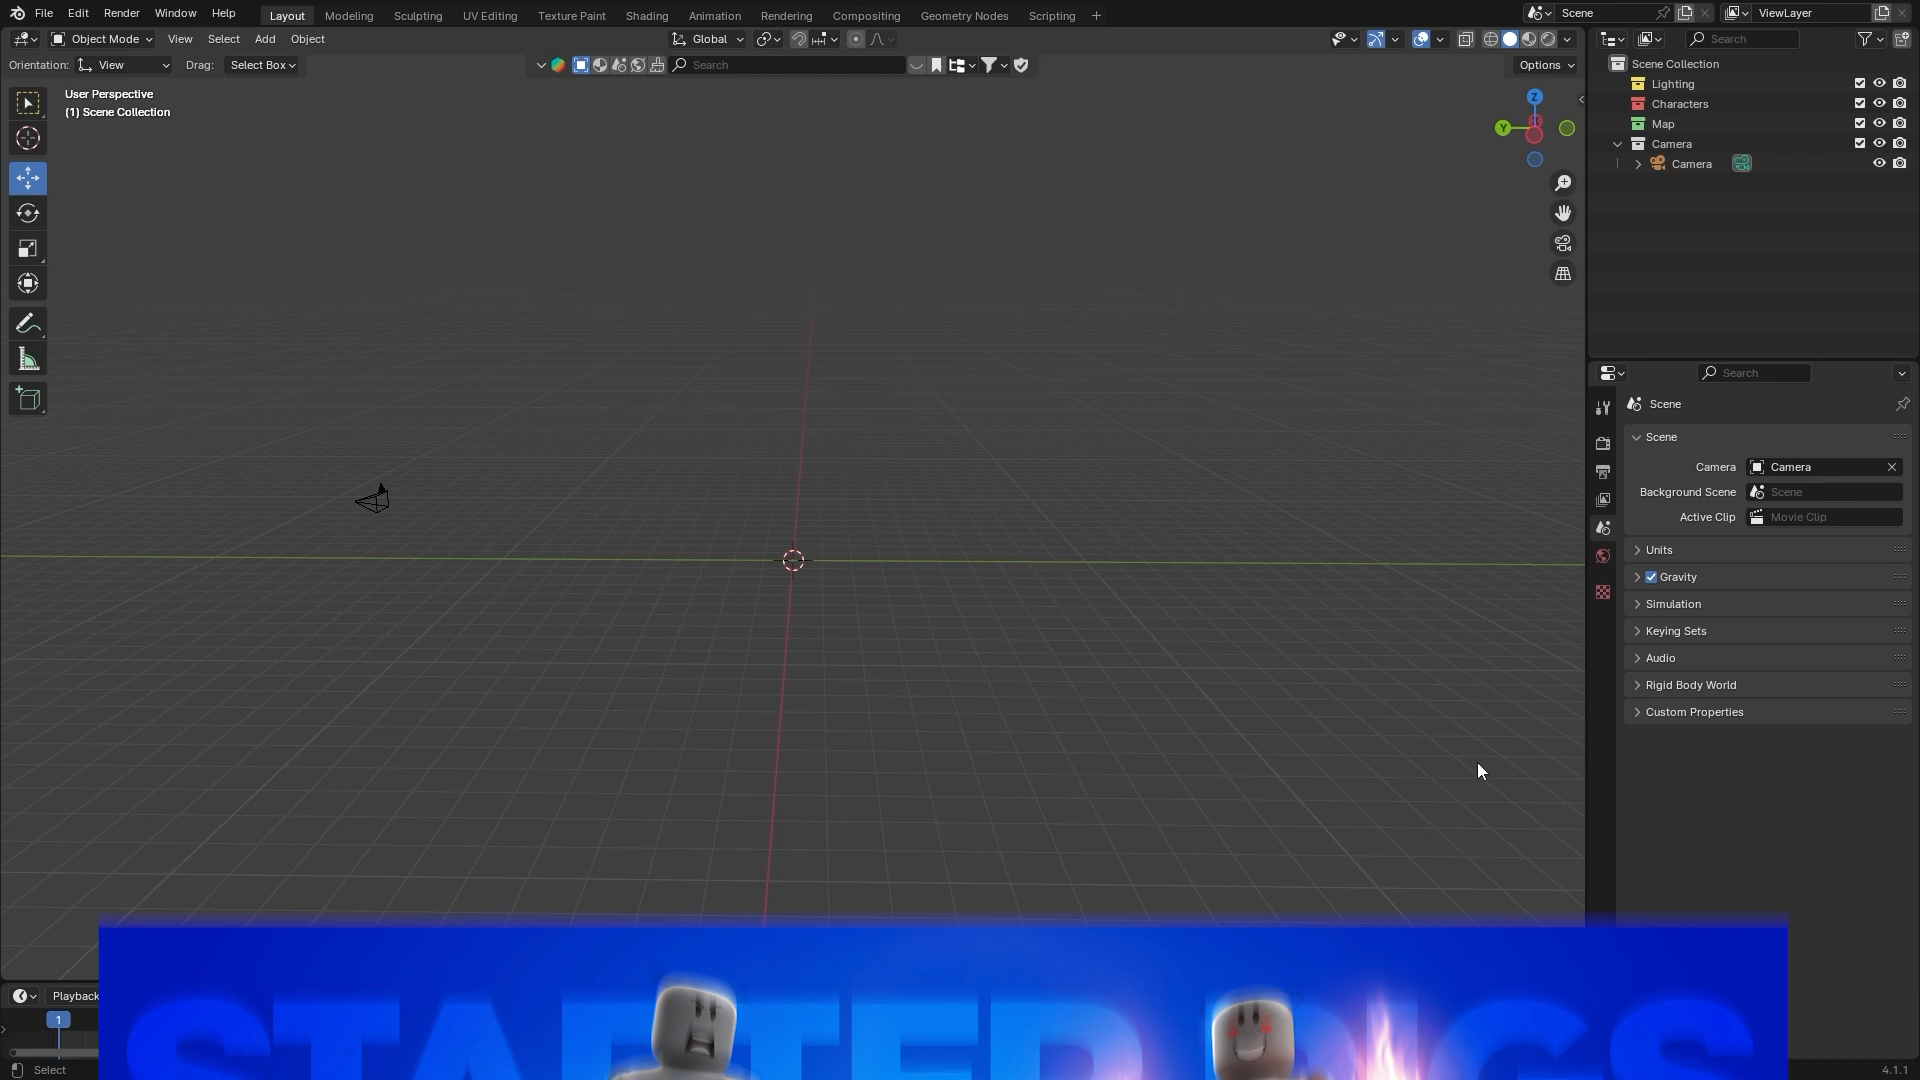 File Edit Render Window Help Layout Modeling Sculpting UV Editing Texture Paint Shading Animation Rendering Compositing Geometry Nodes Scripting + Scene ViewLayer
Object Mode View Select Add Object Global Search
Orientation: View Drag: Select Box Search Options
User Perspective
(1) Scene Collection
Z
Y
Scene Collection
Lighting
Characters
Map
Camera
Camera
Search
Scene
Scene
Camera Camera
Background Scene Scene
Active Clip Movie Clip
Units
Gravity
Simulation
Keying Sets
Audio
Rigid Body World
Custom Properties
STARTER RIGS
Playback
1
Select 4.1.1